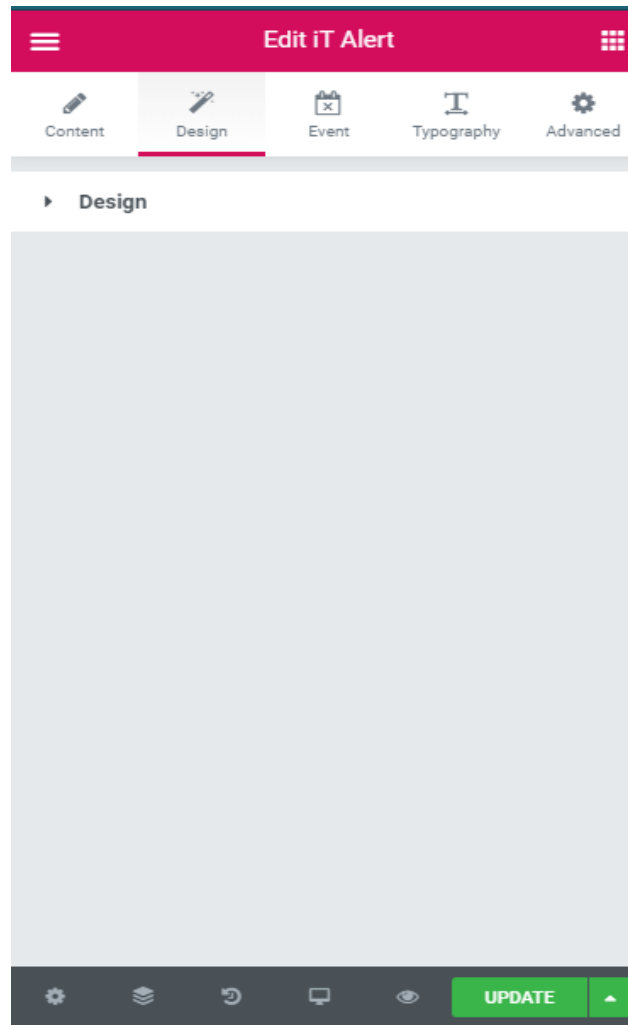 Edit iT Alert
Content Design Event Typography Advanced
Design
UPDATE